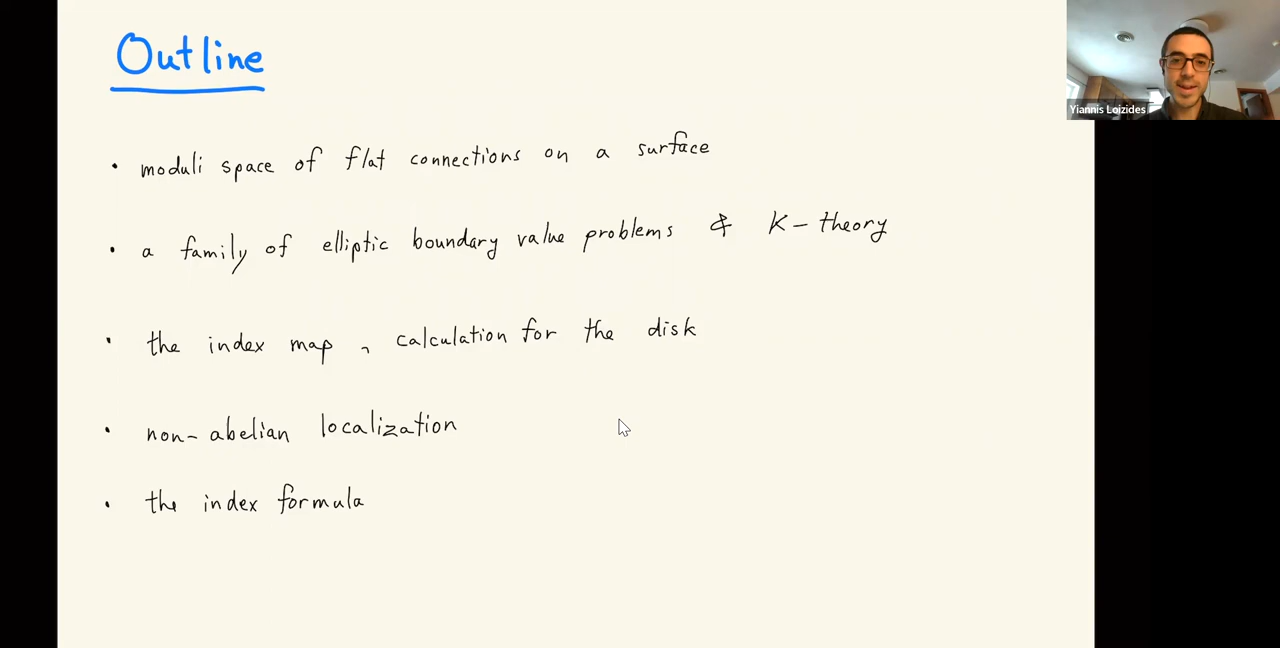 Outline
Yiannis Loizides
• moduli space of flat connections on a surface
• a family of elliptic boundary value problems & K-theory
• the index map, calculation for the disk
• non-abelian localization
• the index formula